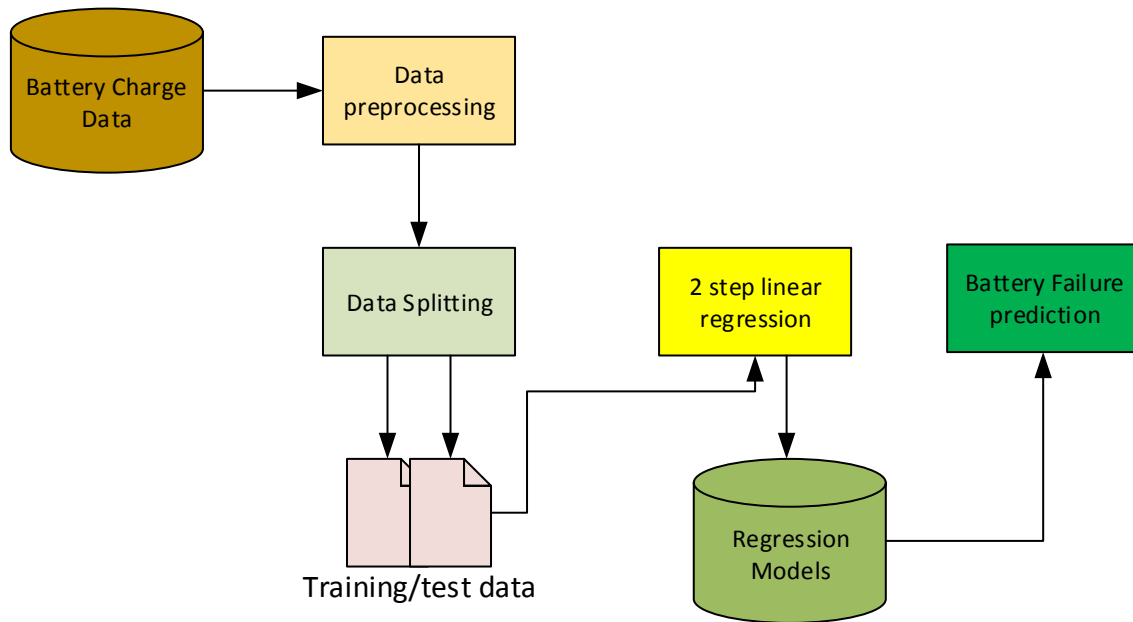 Battery Charge
Data
Data
preprocessing
Data Splitting
2 step linear
regression
Battery Failure
prediction
Training/test data
Regression
Models